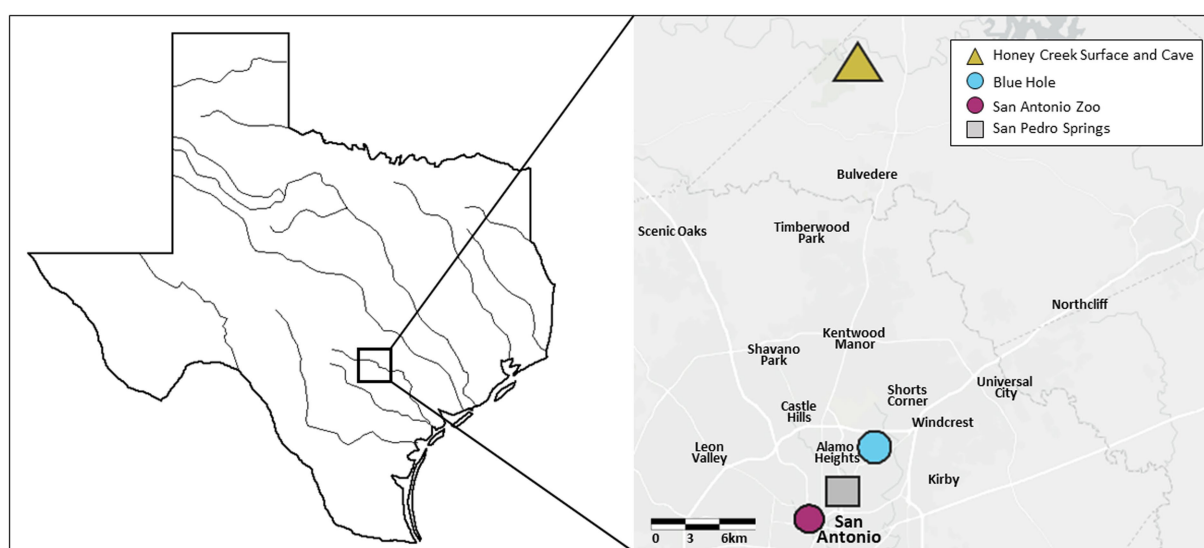 Honey Creek Surface and Cave
Blue Hole
San Antonio Zoo
San Pedro Springs
Bulvedere
Scenic Oaks
Timberwood
Park
Northcliff
Kentwood
Manor
Shavano
Park
Universal
City
Shorts
Corner
Castle
Hills
Windcrest
Leon
Valley
Alamo
Heights
Kirby
San
Antonio
0 3 6km